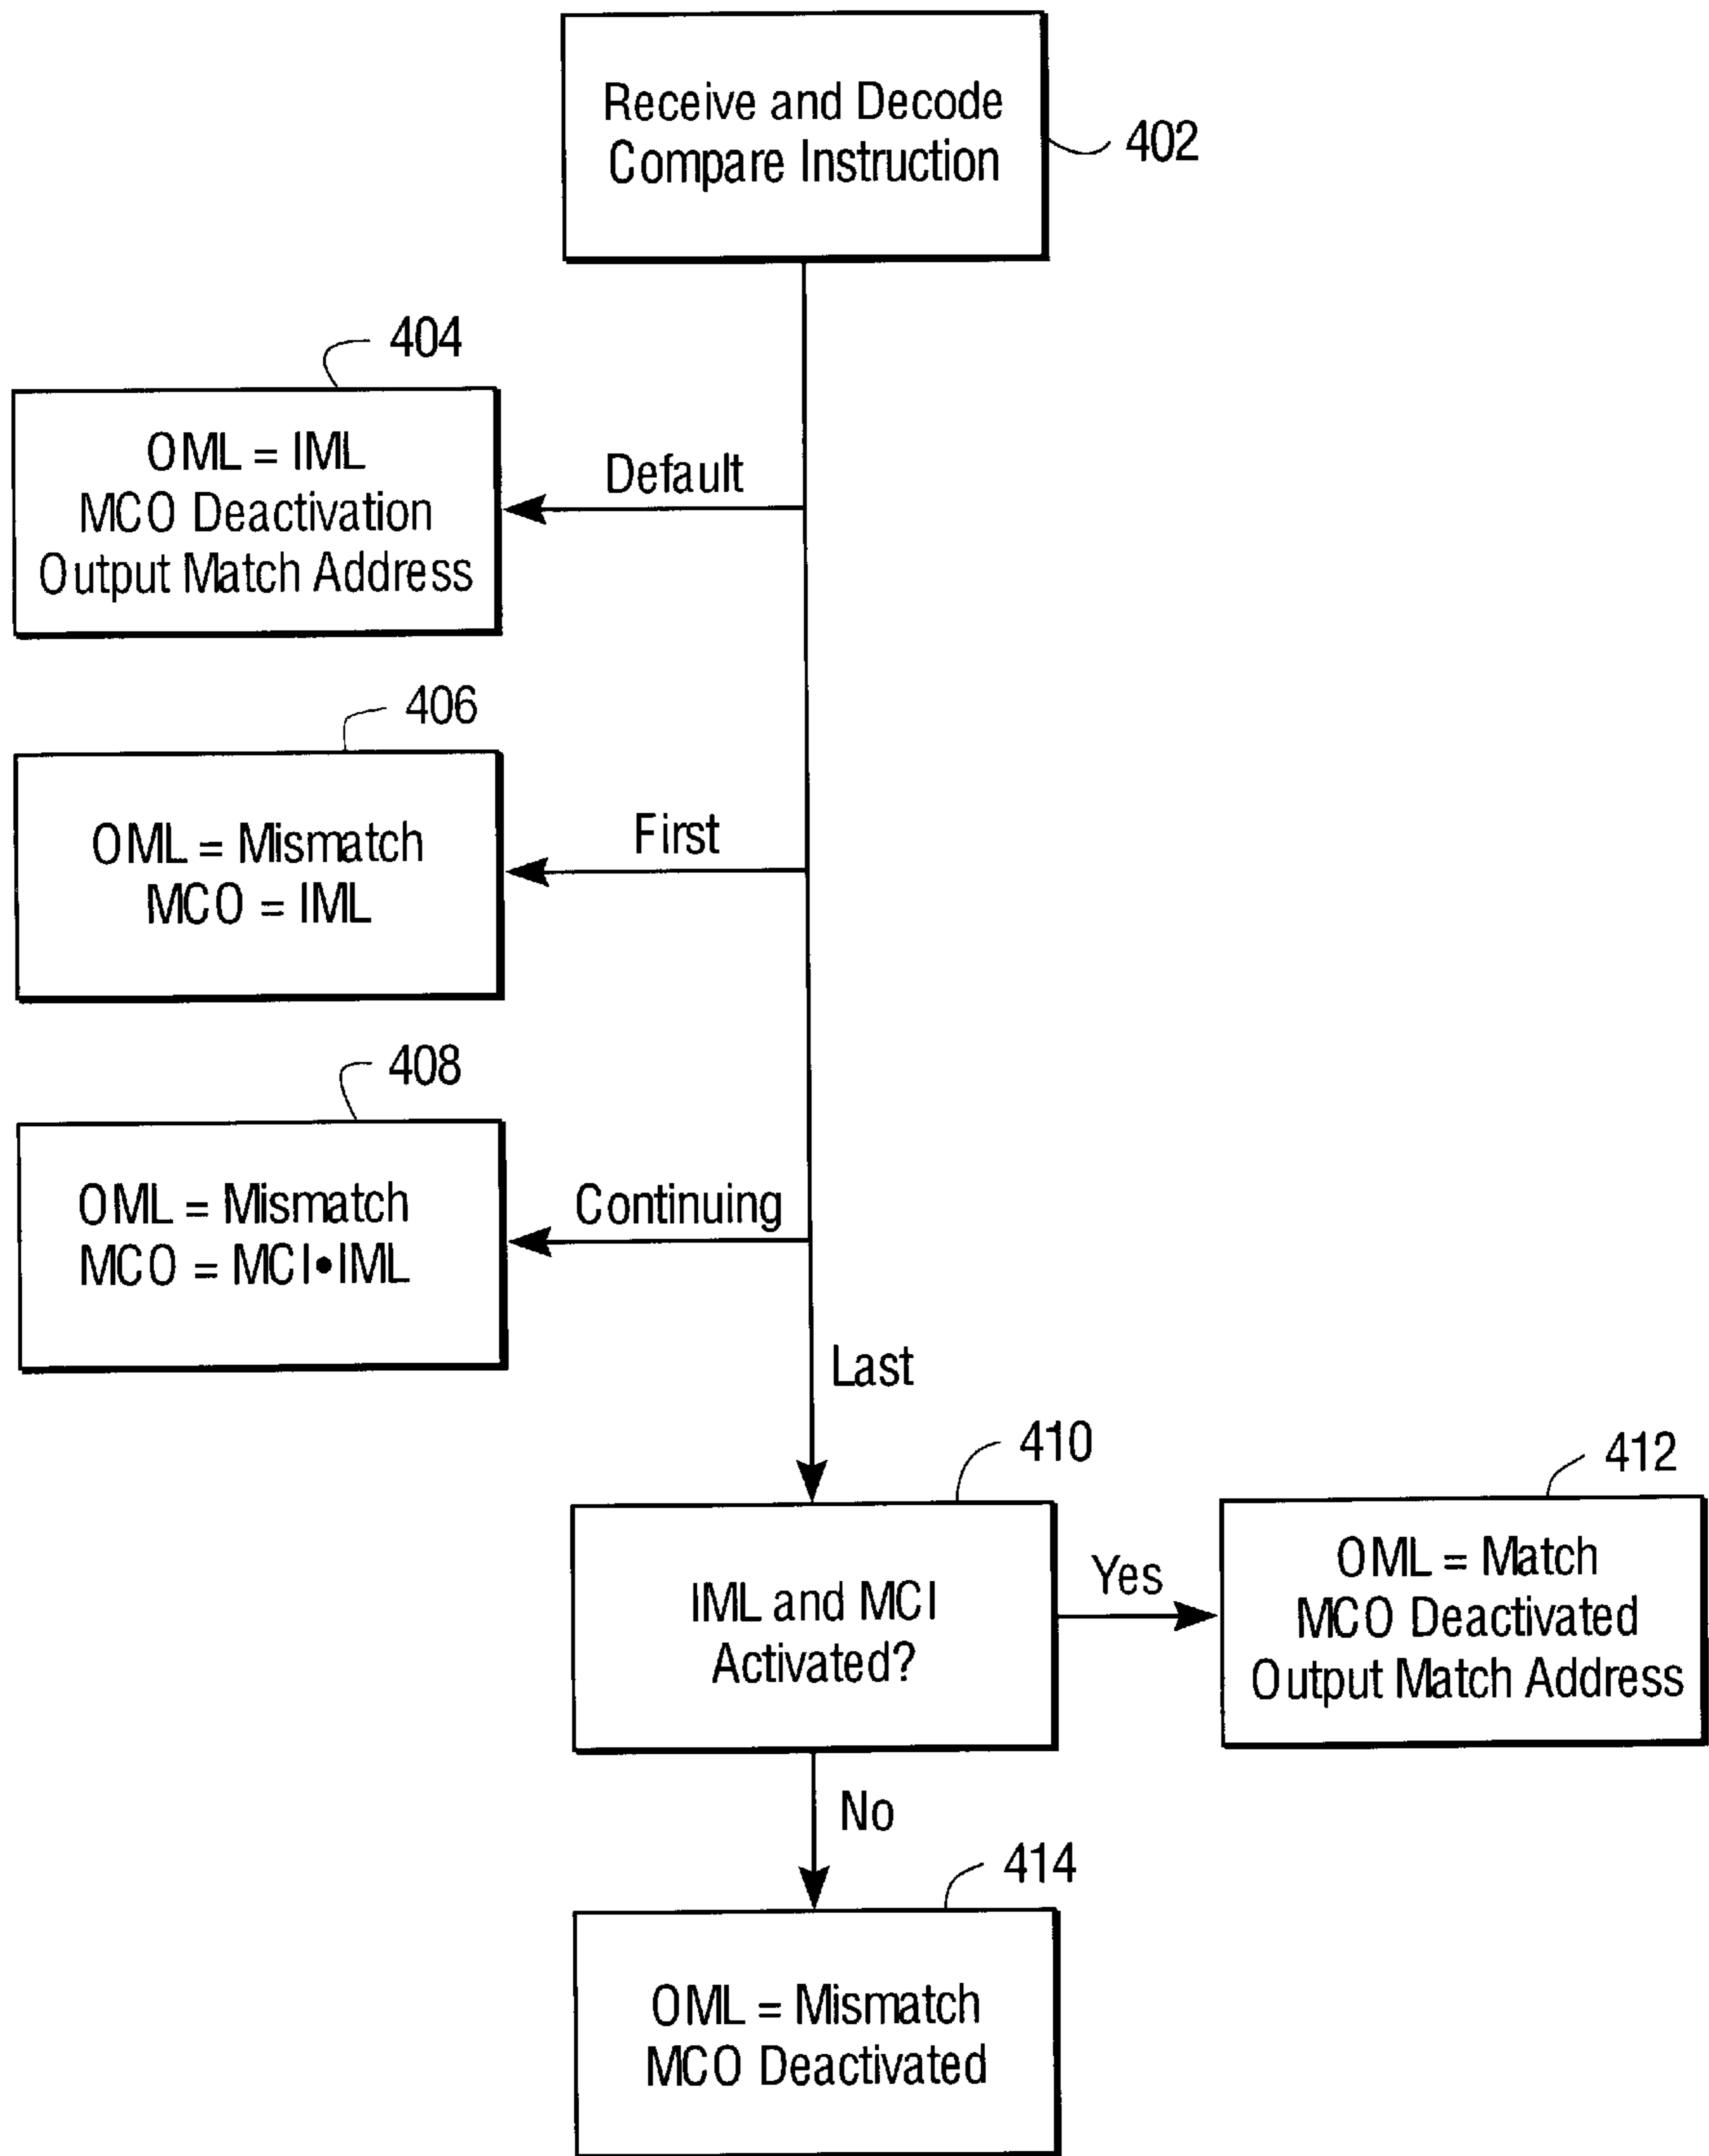 Receive and Decode
Compare Instruction
402
404
OML = IML
MCO Deactivation
Output Match Address
Default
406
OML = Mismatch
MCO = IML
First
408
OML = Mismatch
MCO = MCI•IML
Continuing
Last
410
IML and MCI
Activated?
Yes
412
OML = Match
MCO Deactivated
Output Match Address
No
414
OML = Mismatch
MCO Deactivated